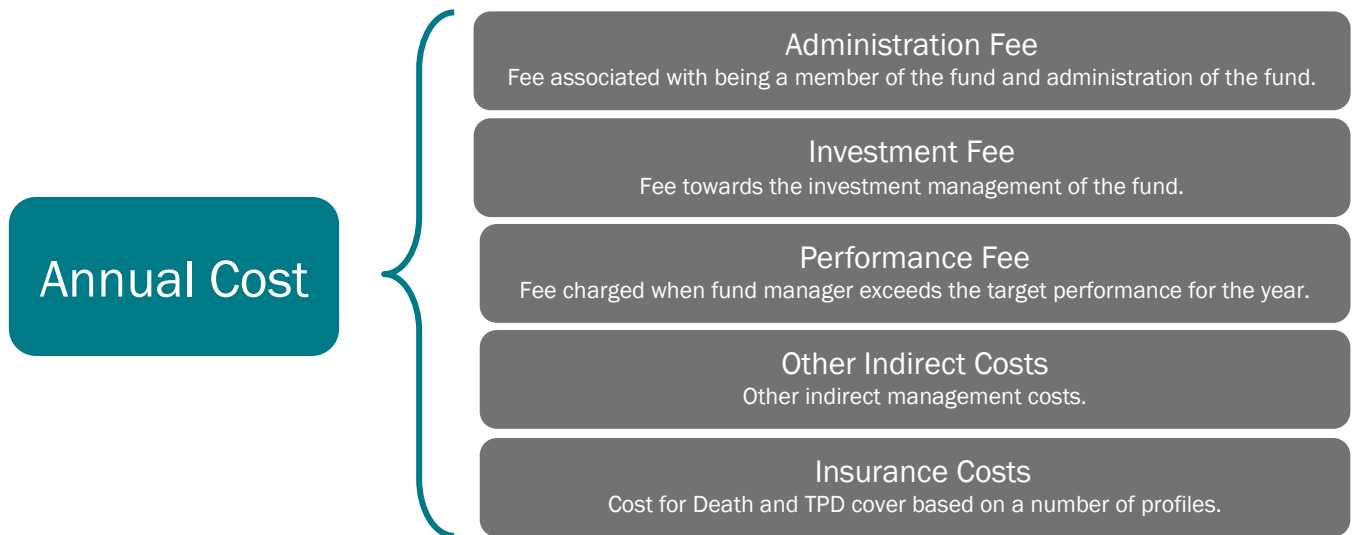 Annual Cost
Administration Fee
Fee associated with being a member of the fund and administration of the fund.
Investment Fee
Fee towards the investment management of the fund.
Performance Fee
Fee charged when fund manager exceeds the target performance for the year.
Other Indirect Costs
Other indirect management costs.
Insurance Costs
Cost for Death and TPD cover based on a number of profiles.